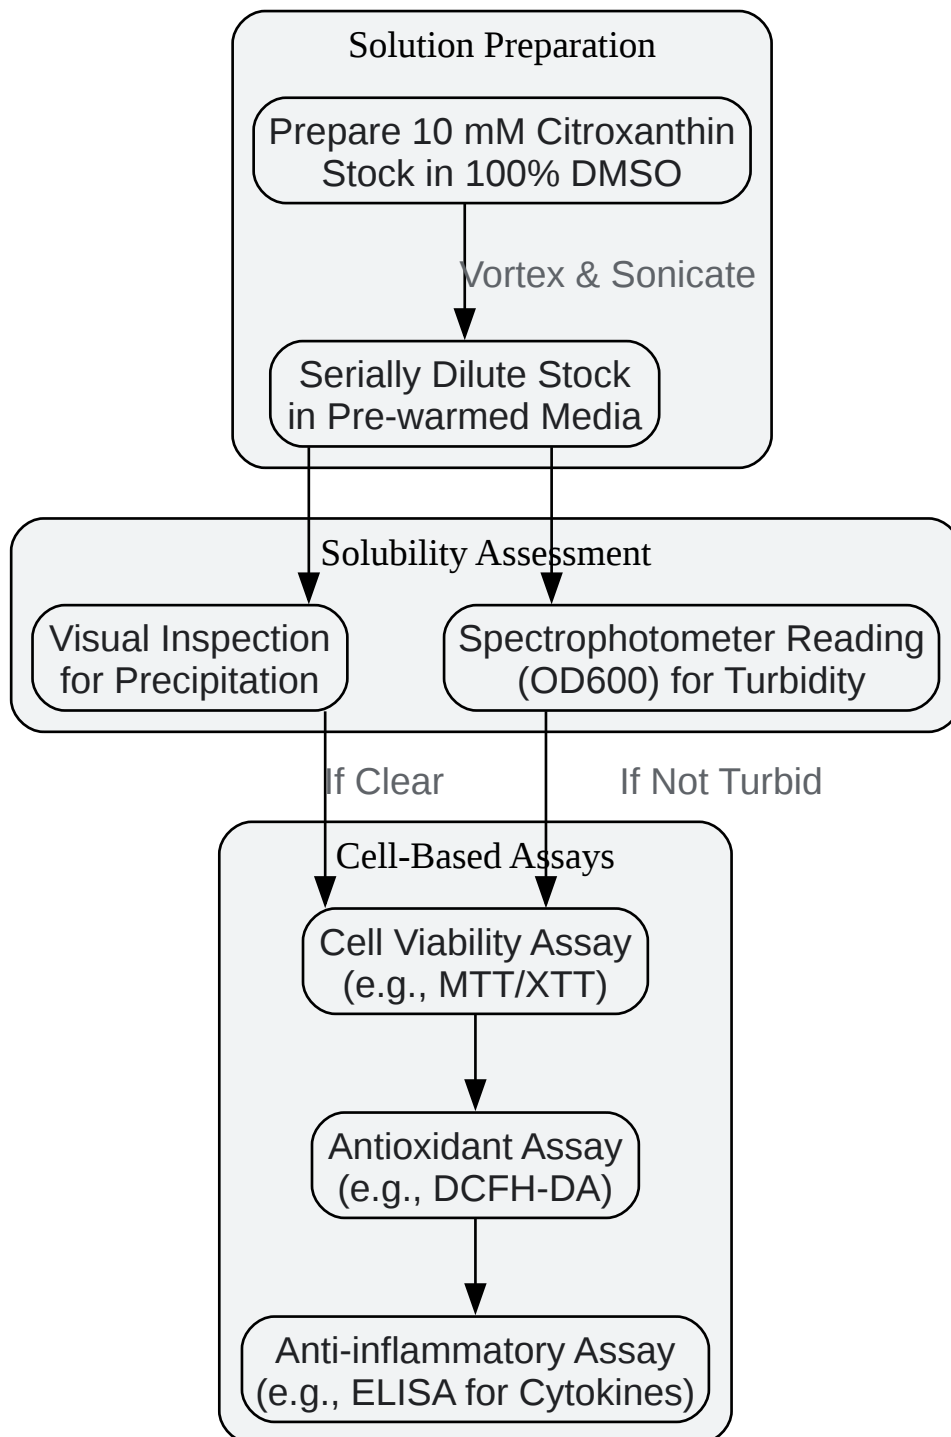 Solution Preparation
Prepare 10 mM Citroxanthin
Stock in 100% DMSO
Vortex & Sonicate
Serially Dilute Stock
in Pre-warmed Media
Solubility Assessment
Visual Inspection
for Precipitation
Spectrophotometer Reading
(OD600) for Turbidity
If Clear
If Not Turbid
Cell-Based Assays
Cell Viability Assay
(e.g., MTT/XTT)
Antioxidant Assay
(e.g., DCFH-DA)
Anti-inflammatory Assay
(e.g., ELISA for Cytokines)